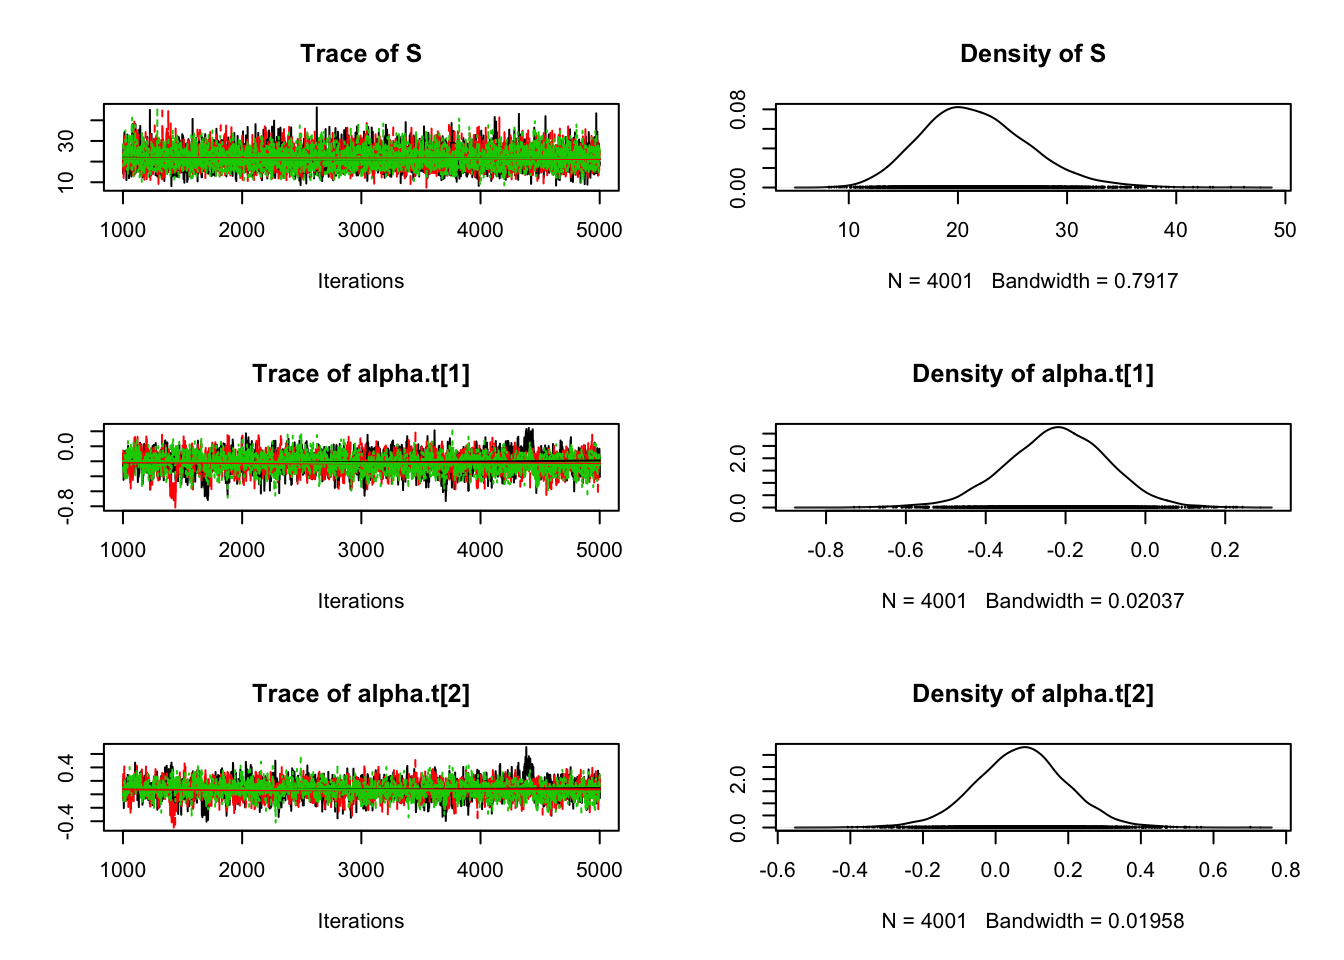 Trace of S
10 30
1000 2000 3000 4000 5000
Iterations
Density of S
0.00 0.08
10 20 30 40 50
N = 4001 Bandwidth = 0.7917
Trace of alpha.t[1]
-0.8 0.0
1000 2000 3000 4000 5000
Iterations
Density of alpha.t[1]
0.0 2.0
-0.8 -0.6 -0.4 -0.2 0.0 0.2
N = 4001 Bandwidth = 0.02037
Trace of alpha.t[2]
-0.4 0.4
1000 2000 3000 4000 5000
Iterations
Density of alpha.t[2]
0.0 2.0
-0.6 -0.4 -0.2 0.0 0.2 0.4 0.6 0.8
N = 4001 Bandwidth = 0.01958